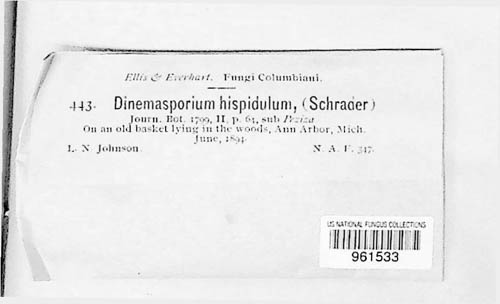 Ellis & Everhart. Fungi Columbiani.
443. Dinemasporium hispidulum, (Schrader)
Journ. Bot. 1799, II, p. 64, sub Peziza
On an old basket lying in the woods, Ann Arbor, Mich.
June, 1894.
L. N. Johnson. N. A. F. 347.
US NATIONAL FUNGUS COLLECTIONS
961533